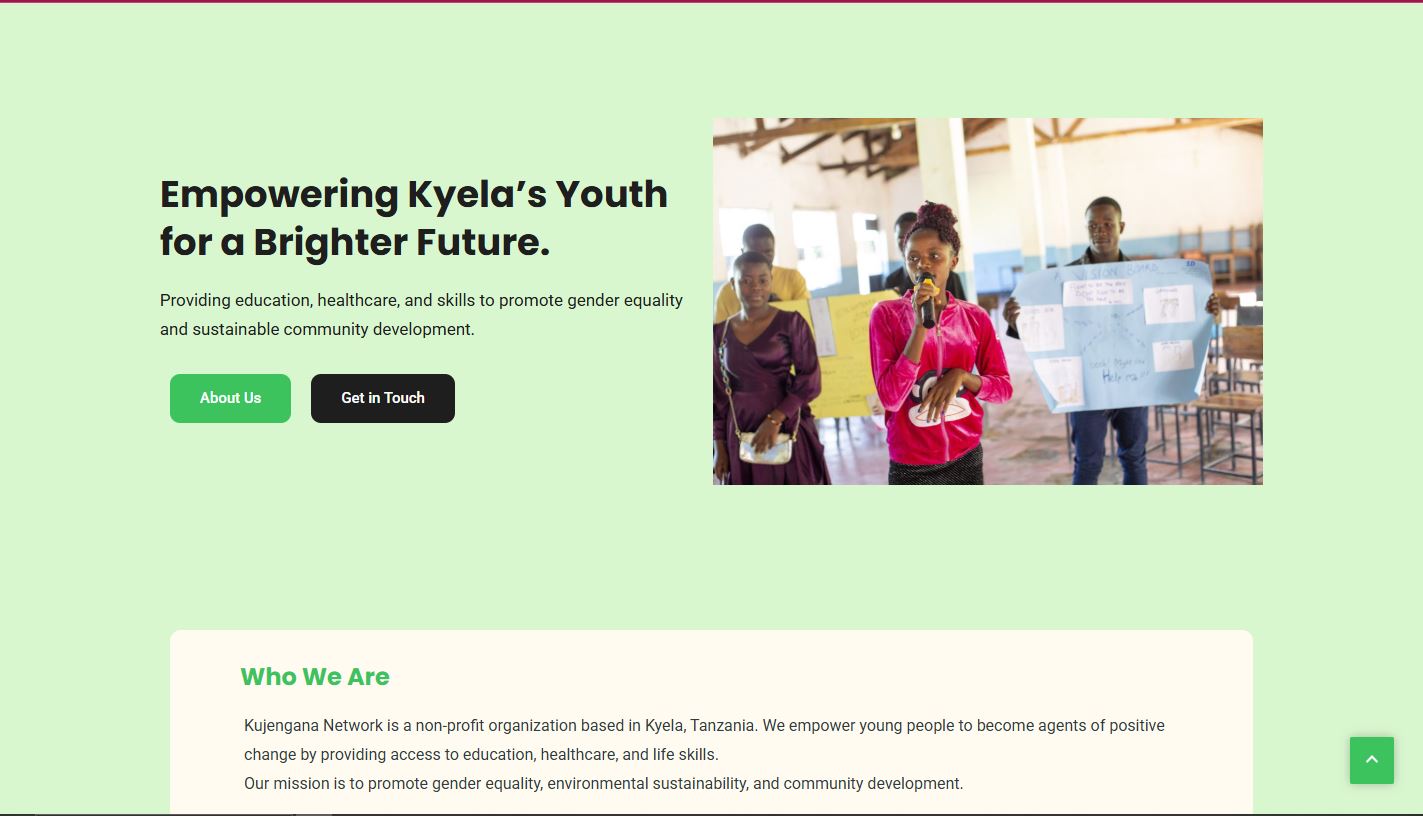 Empowering Kyela’s Youth
for a Brighter Future.
Providing education, healthcare, and skills to promote gender equality
and sustainable community development.
About Us
Get in Touch
A VISION BOARD
Help me!!
Who We Are
Kujengana Network is a non-profit organization based in Kyela, Tanzania. We empower young people to become agents of positive
change by providing access to education, healthcare, and life skills.
Our mission is to promote gender equality, environmental sustainability, and community development.